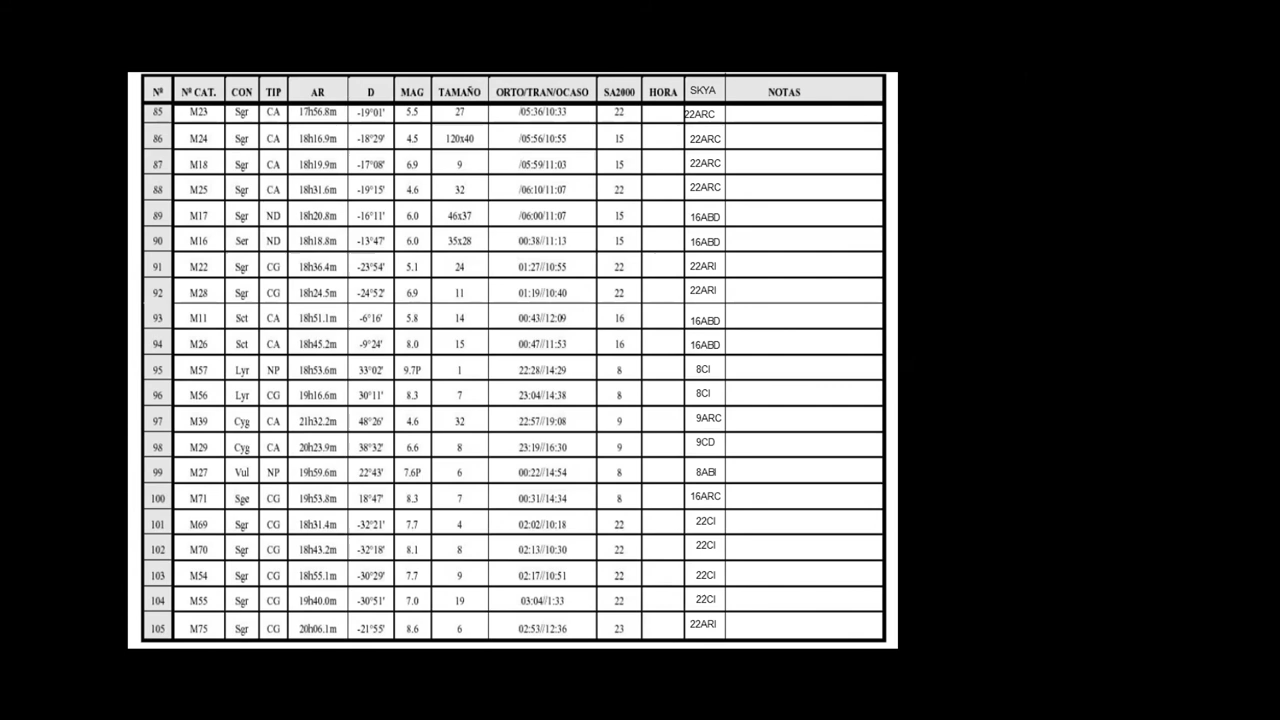 Nº Nº CAT. CON TIP AR D MAG TAMAÑO ORTO/TRAN/OCASO SA2000 HORA SKYA NOTAS
85 M23 Sgr CA 17h56.8m -19°01' 5.5 27 /05:36/10:33 22 22ARC
86 M24 Sgr CA 18h16.9m -18°29' 4.5 120x40 /05:56/10:55 15 22ARC
87 M18 Sgr CA 18h19.9m -17°08' 6.9 9 /05:59/11:03 15 22ARC
88 M25 Sgr CA 18h31.6m -19°15' 4.6 32 /06:10/11:07 22 22ARC
89 M17 Sgr ND 18h20.8m -16°11' 6.0 46x37 /06:00/11:07 15 16ABD
90 M16 Ser ND 18h18.8m -13°47' 6.0 35x28 00:38//11:13 15 16ABD
91 M22 Sgr CG 18h36.4m -23°54' 5.1 24 01:27//10:55 22 22ARI
92 M28 Sgr CG 18h24.5m -24°52' 6.9 11 01:19//10:40 22 22ARI
93 M11 Sct CA 18h51.1m -6°16' 5.8 14 00:43//12:09 16 16ABD
94 M26 Sct CA 18h45.2m -9°24' 8.0 15 00:47//11:53 16 16ABD
95 M57 Lyr NP 18h53.6m 33°02' 9.7P 1 22:28//14:29 8 8CI
96 M56 Lyr CG 19h16.6m 30°11' 8.3 7 23:04//14:38 8 8CI
97 M39 Cyg CA 21h32.2m 48°26' 4.6 32 22:57//19:08 9 9ARC
98 M29 Cyg CA 20h23.9m 38°32' 6.6 8 23:19//16:30 9 9CD
99 M27 Vul NP 19h59.6m 22°43' 7.6P 6 00:22//14:54 8 8ABI
100 M71 Sge CG 19h53.8m 18°47' 8.3 7 00:31//14:34 8 16ARC
101 M69 Sgr CG 18h31.4m -32°21' 7.7 4 02:02//10:18 22 22CI
102 M70 Sgr CG 18h43.2m -32°18' 8.1 8 02:13//10:30 22 22CI
103 M54 Sgr CG 18h55.1m -30°29' 7.7 9 02:17//10:51 22 22CI
104 M55 Sgr CG 19h40.0m -30°51' 7.0 19 03:04//1:33 22 22CI
105 M75 Sgr CG 20h06.1m -21°55' 8.6 6 02:53//12:36 23 22ARI